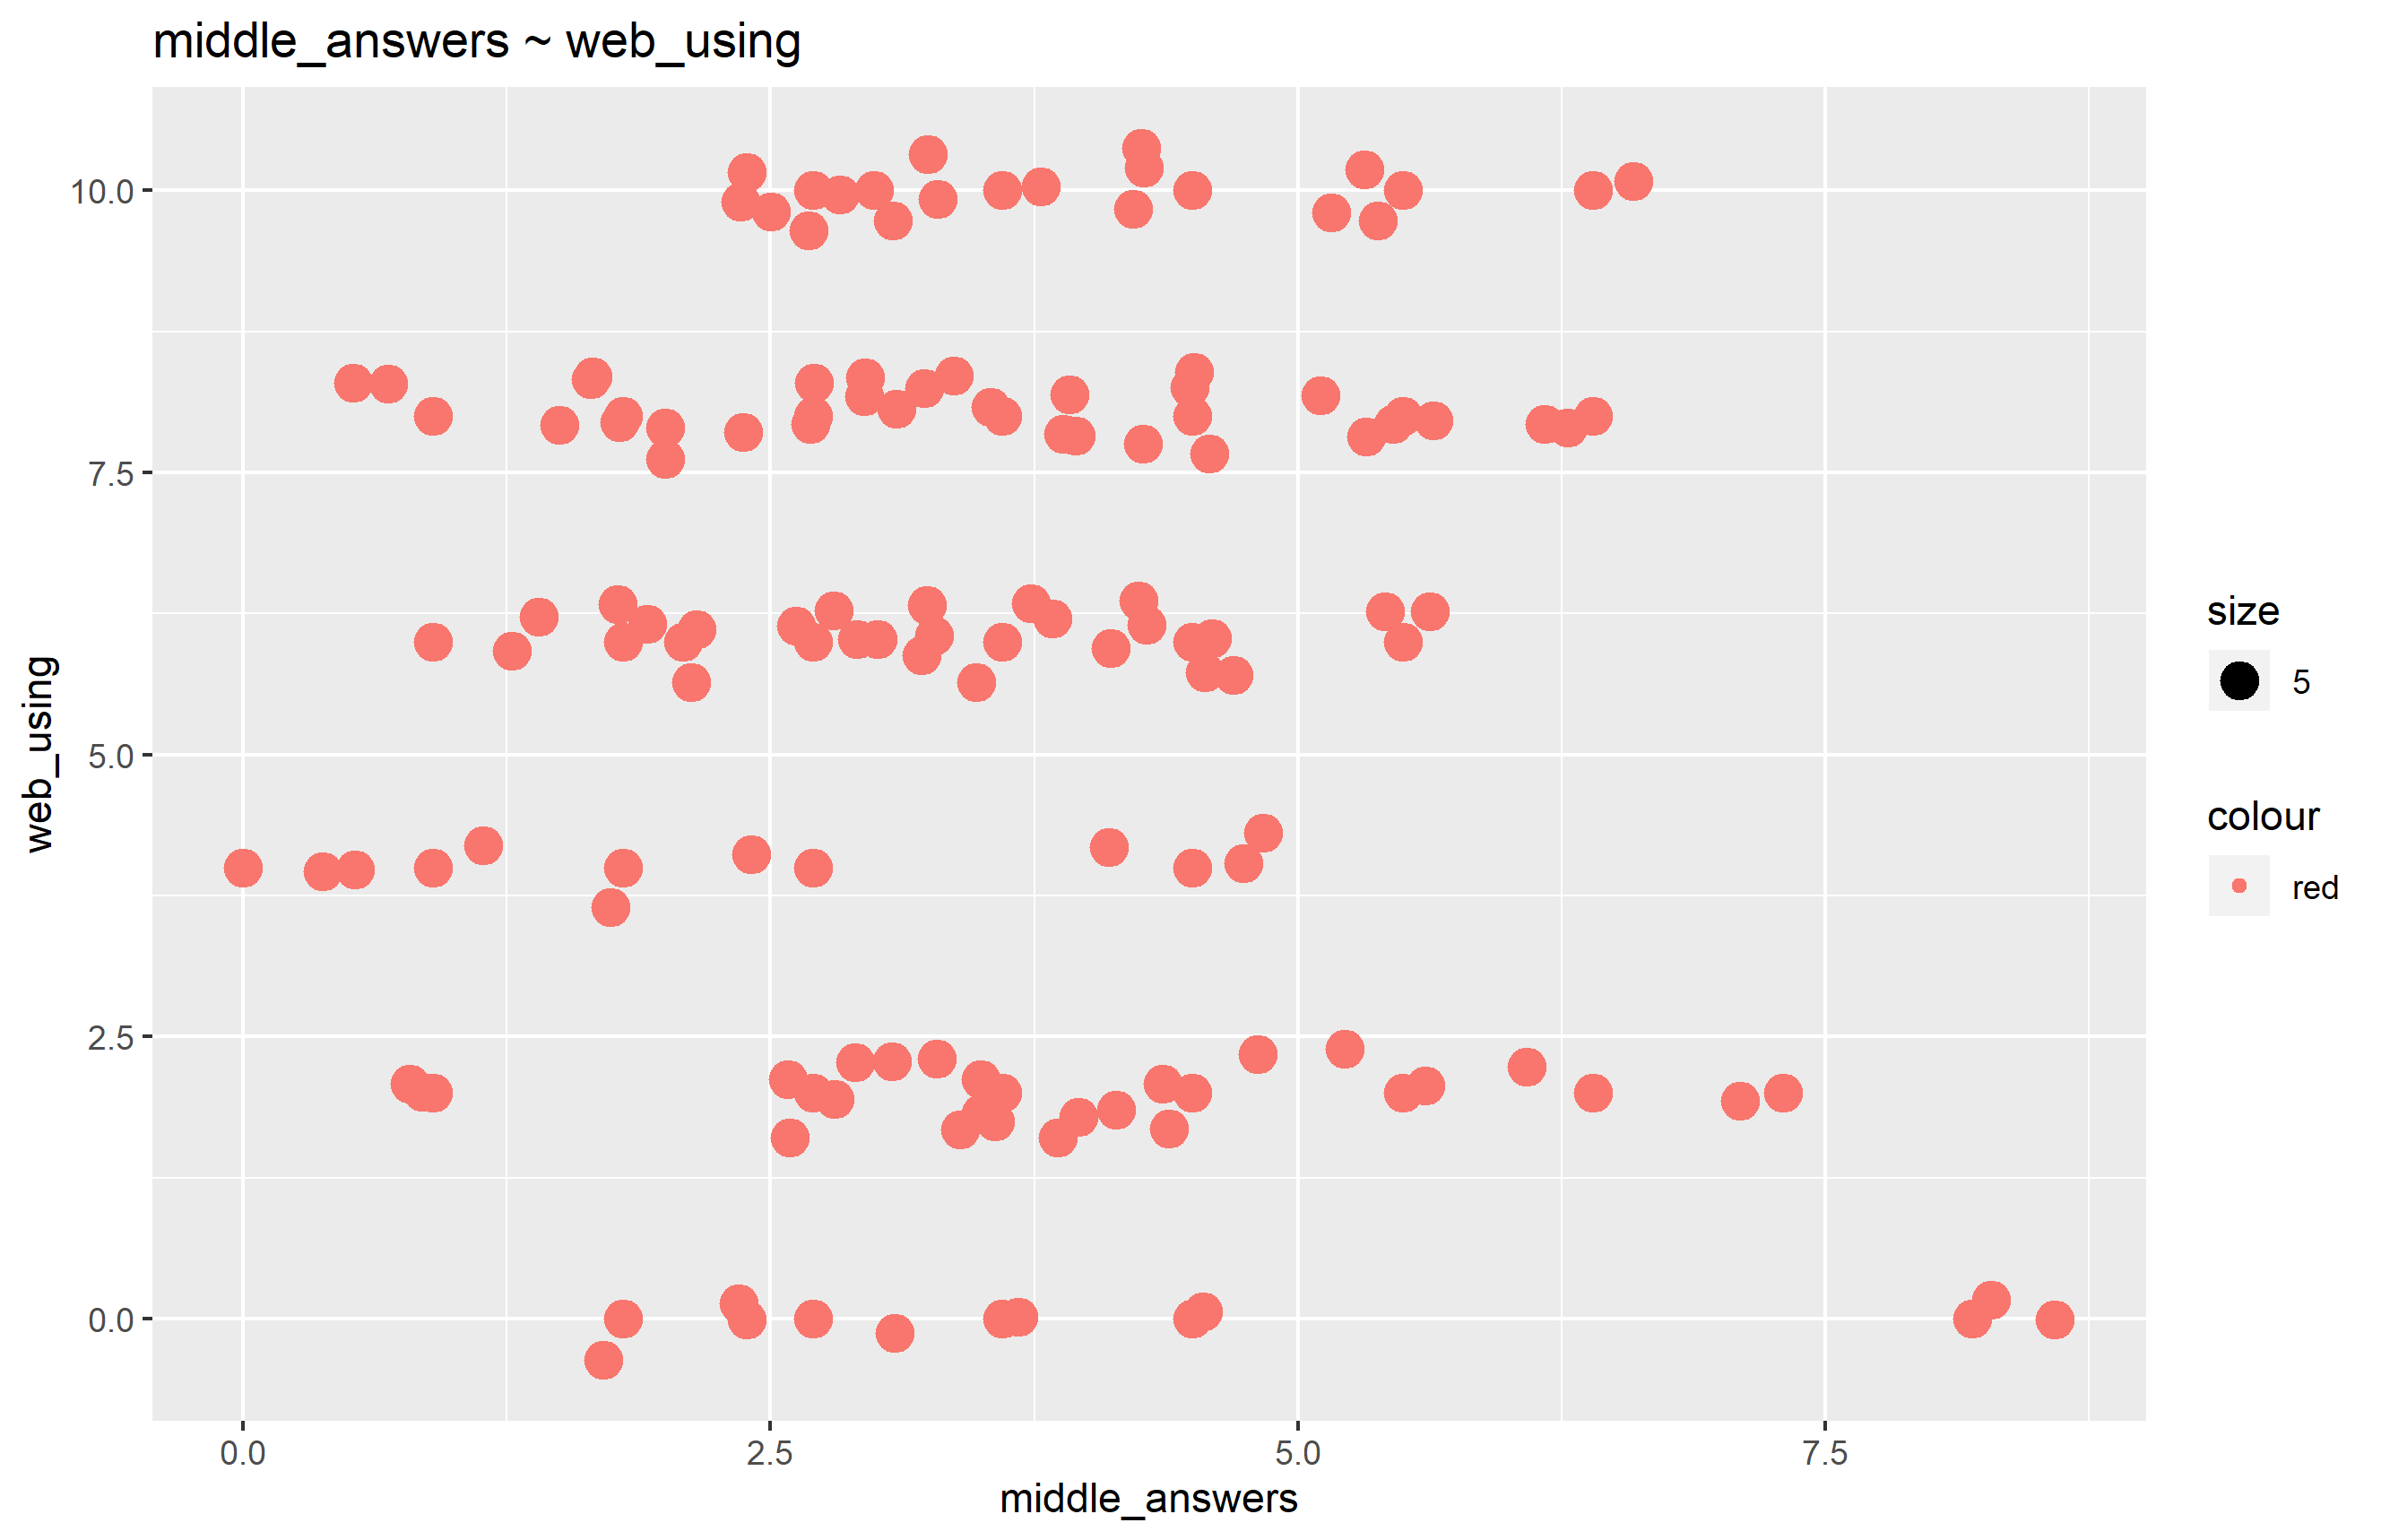 middle_answers ~ web_using
10.0
7.5
5.0
2.5
0.0
web_using
0.0 2.5 5.0 7.5
middle_answers
size
5
colour
red